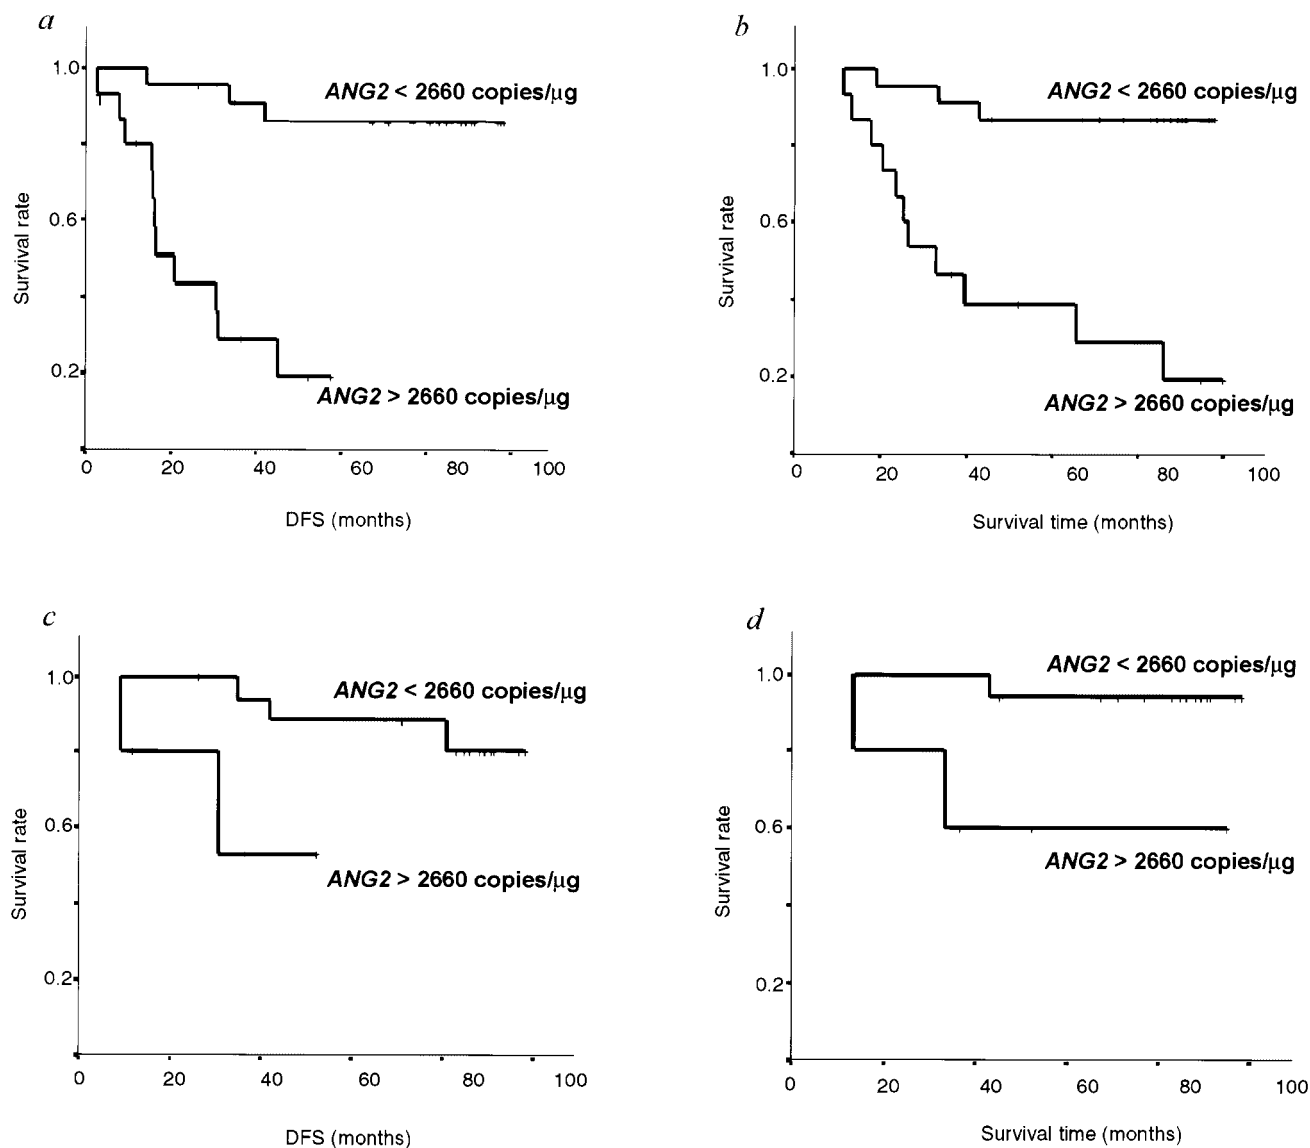 a
1.0
0.6
0.2
Survival rate
ANG2 < 2660 copies/μg
ANG2 > 2660 copies/μg
0 20 40 60 80 100
DFS (months)
b
1.0
0.6
0.2
Survival rate
ANG2 < 2660 copies/μg
ANG2 > 2660 copies/μg
0 20 40 60 80 100
Survival time (months)
c
1.0
0.6
0.2
Survival rate
ANG2 < 2660 copies/μg
ANG2 > 2660 copies/μg
0 20 40 60 80 100
DFS (months)
d
1.0
0.6
0.2
Survival rate
ANG2 < 2660 copies/μg
ANG2 > 2660 copies/μg
0 20 40 60 80 100
Survival time (months)